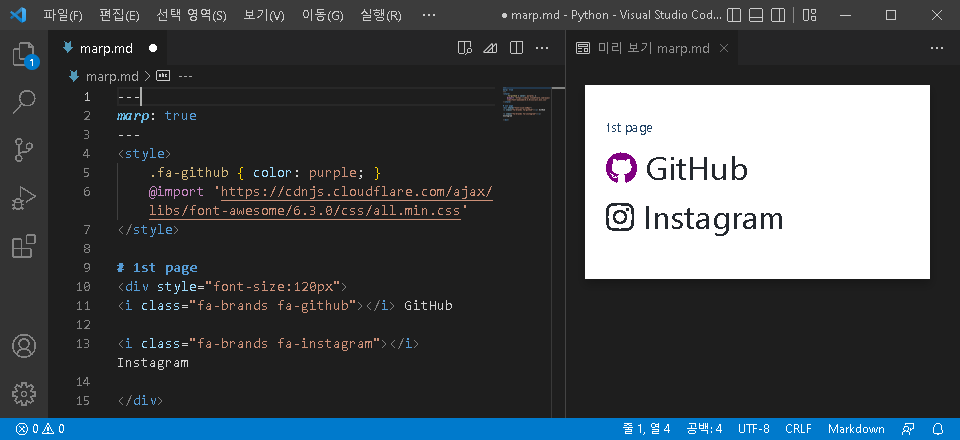 파일(F) 편집(E) 선택 영역(S) 보기(V) 이동(G) 실행(R) ··· ● marp.md - Python - Visual Studio Cod...
marp.md ●
marp.md > abc ---
1 ---
2 marp: true
3 ---
4 <style>
5 .fa-github { color: purple; }
6 @import 'https://cdnjs.cloudflare.com/ajax/
libs/font-awesome/6.3.0/css/all.min.css'
7 </style>
8
9 # 1st page
10 <div style="font-size:120px">
11 <i class="fa-brands fa-github"></i> GitHub
12
13 <i class="fa-brands fa-instagram"></i>
Instagram
14
15 </div>
미리 보기 marp.md
1st page
GitHub
Instagram
1
0 0 줄 1, 열 4 공백: 4 UTF-8 CRLF Markdown